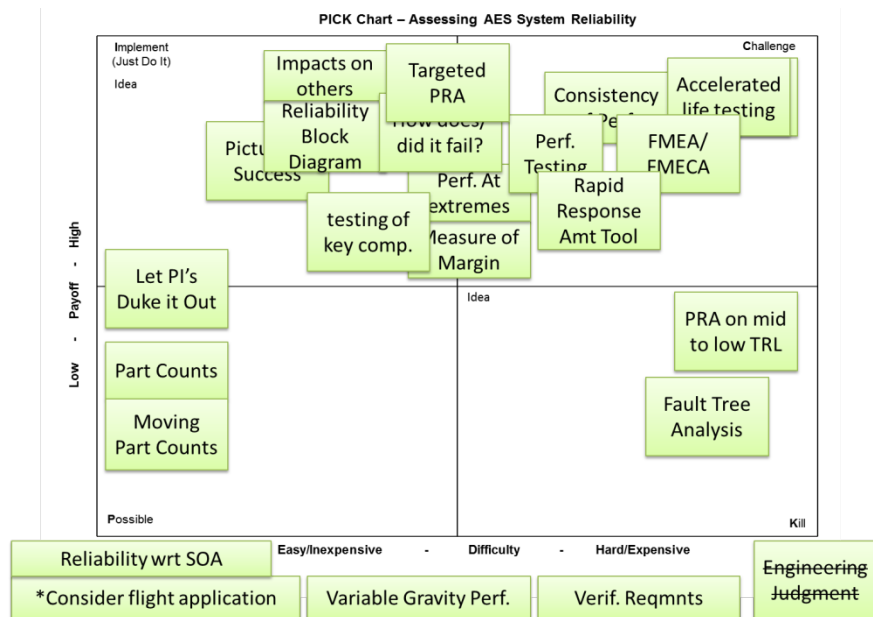 PICK Chart – Assessing AES System Reliability
Implement
(Just Do It)
Idea
Challenge
Impacts on
others
Targeted
PRA
Consistency
Accelerated
life testing
Reliability
Block
Diagram
did it fail?
Perf.
Testing
FMEA/
FMECA
Success
Perf. At
extremes
Rapid
Response
Amt Tool
testing of
key comp.
Measure of
Margin
High
-
Payoff
-
Low
Let PI's
Duke it Out
Idea
PRA on mid
to low TRL
Part Counts
Moving
Part Counts
Fault Tree
Analysis
Possible
Kill
Easy/Inexpensive - Difficulty - Hard/Expensive
Reliability wrt SOA
*Consider flight application
Variable Gravity Perf.
Verif. Reqmnts
Engineering
Judgment